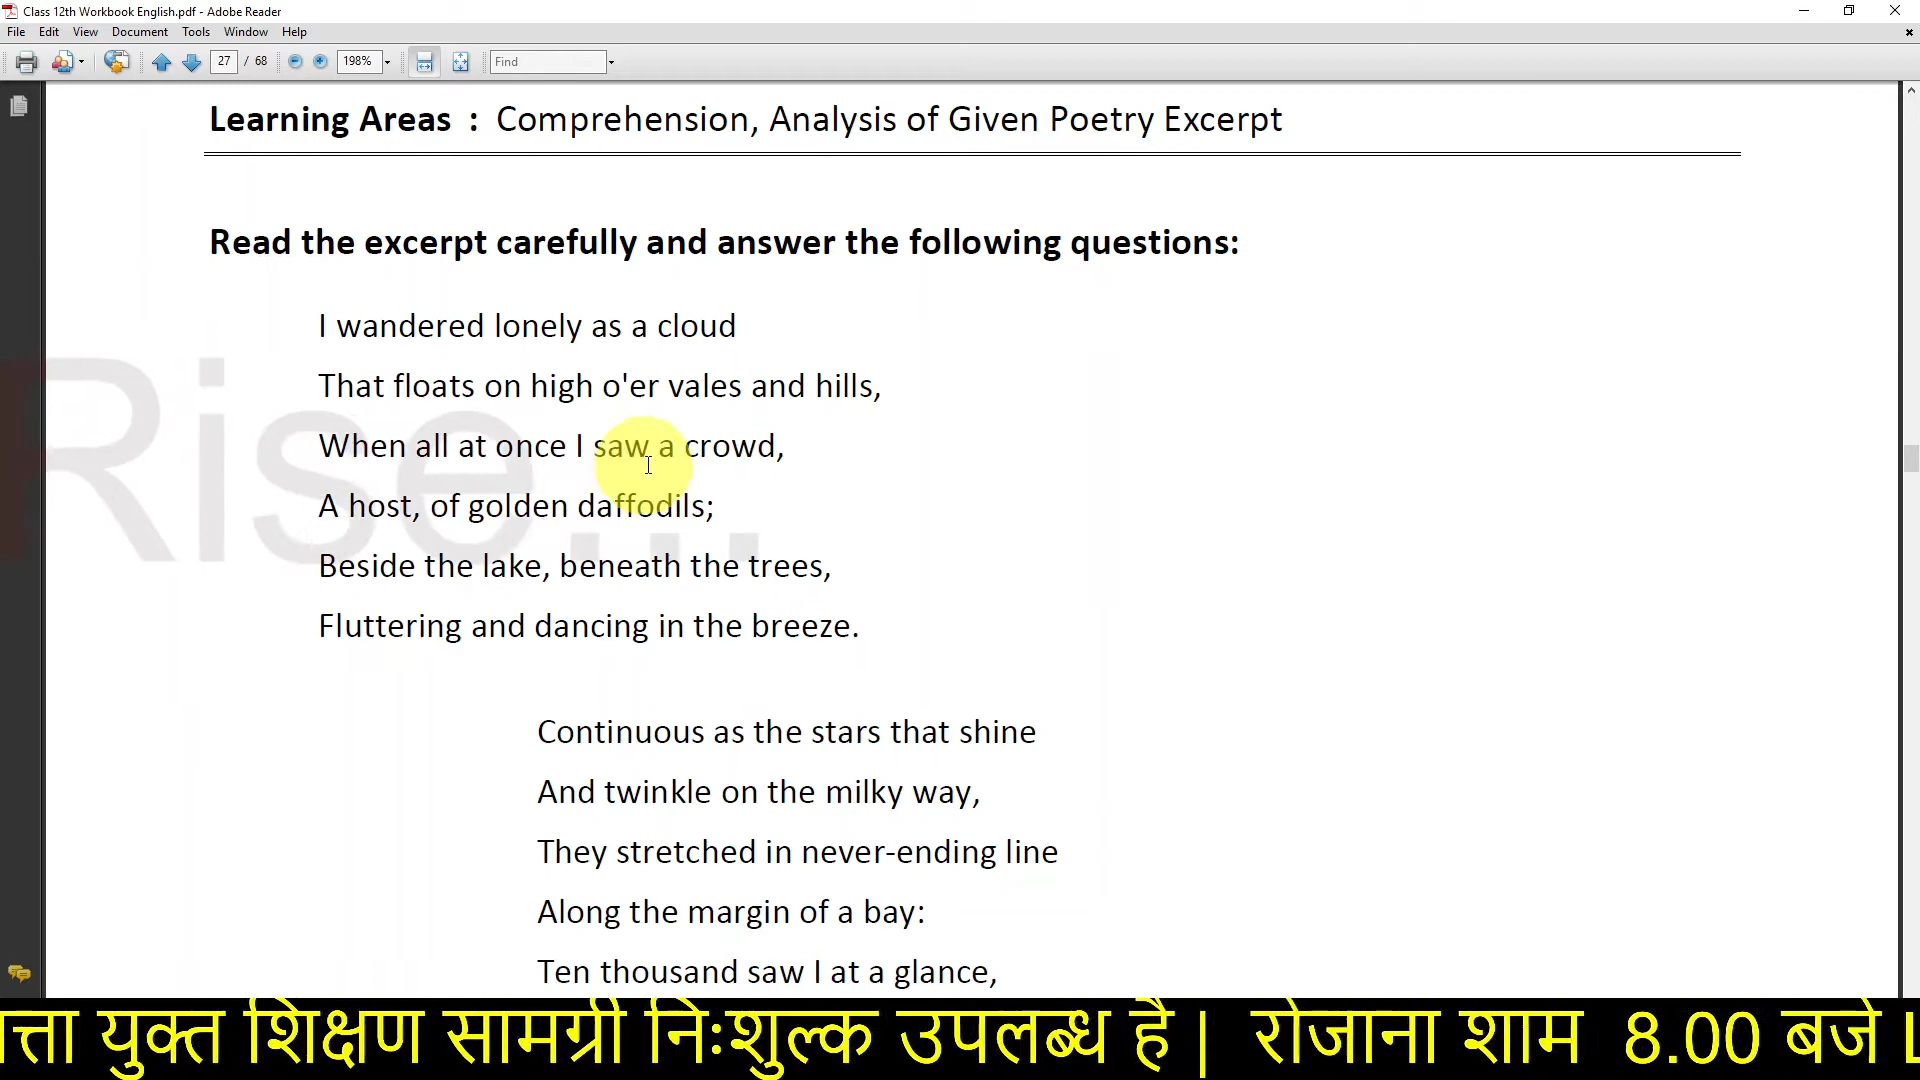 Class 12th Workbook English.pdf - Adobe Reader
File Edit View Document Tools Window Help
27 / 68 198% Find
Learning Areas : Comprehension, Analysis of Given Poetry Excerpt
Read the excerpt carefully and answer the following questions:
I wandered lonely as a cloud
That floats on high o'er vales and hills,
When all at once I saw a crowd,
A host, of golden daffodils;
Rise...
Beside the lake, beneath the trees,
Fluttering and dancing in the breeze.
Continuous as the stars that shine
And twinkle on the milky way,
They stretched in never-ending line
Along the margin of a bay:
Ten thousand saw I at a glance,
युक्त शिक्षण सामग्री निःशुल्क उपलब्ध है | रोजाना शाम 8.00 बजे